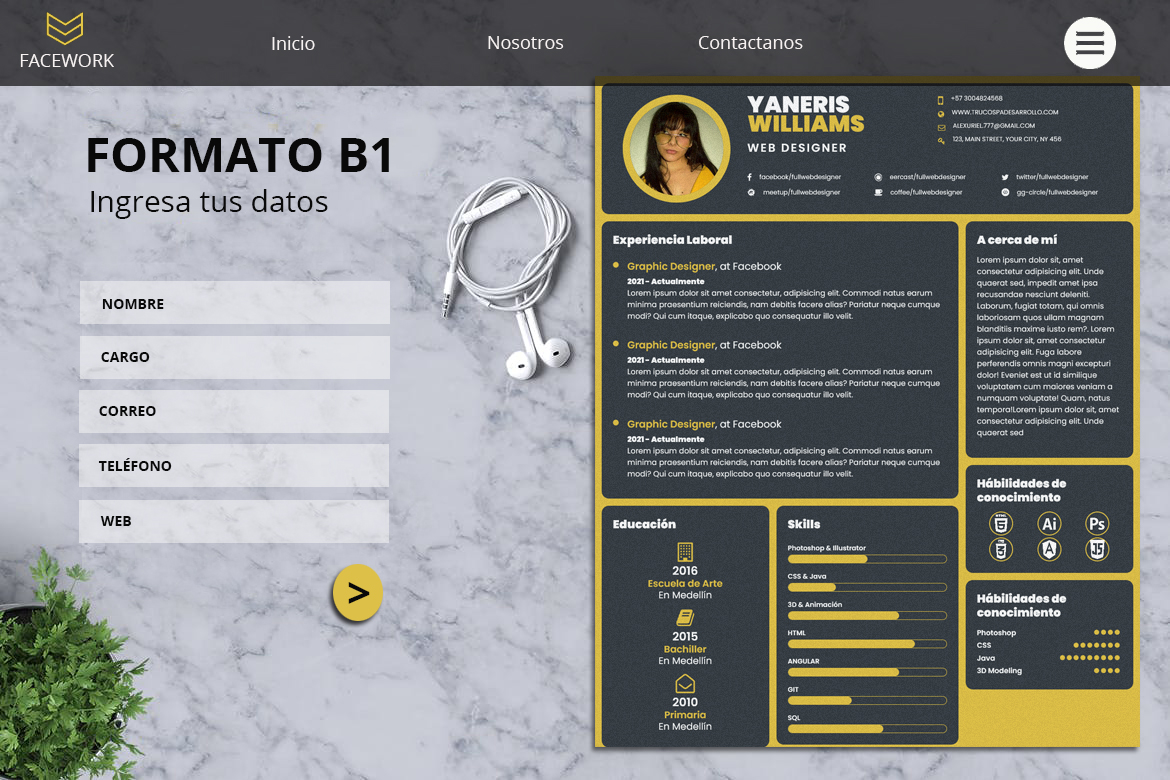 FACEWORK
Inicio
Nosotros
Contactanos
FORMATO B1
Ingresa tus datos
NOMBRE
CARGO
CORREO
TELÉFONO
WEB
>
YANERIS
WILLIAMS
WEB DESIGNER
+57 3004824568
WWW.TRUCOSPADESARROLLO.COM
ALEXURIEL.777@GMAIL.COM
123, MAIN STREET, YOUR CITY, NY 456
facebook/fullwebdesigner
eercast/fullwebdesigner
twitter/fullwebdesigner
meetup/fullwebdesigner
coffee/fullwebdesigner
gg-circle/fullwebdesigner
Experiencia Laboral
Graphic Designer, at Facebook
2021 - Actualmente
Lorem ipsum dolor sit amet consectetur, adipisicing elit. Commodi natus earum
minima praesentium reiciendis, nam debitis facere alias? Pariatur neque cumque
modi? Qui cum itaque, explicabo quo consequatur illo velit.
Graphic Designer, at Facebook
2021 - Actualmente
Lorem ipsum dolor sit amet consectetur, adipisicing elit. Commodi natus earum
minima praesentium reiciendis, nam debitis facere alias? Pariatur neque cumque
modi? Qui cum itaque, explicabo quo consequatur illo velit.
Graphic Designer, at Facebook
2021 - Actualmente
Lorem ipsum dolor sit amet consectetur, adipisicing elit. Commodi natus earum
minima praesentium reiciendis, nam debitis facere alias? Pariatur neque cumque
modi? Qui cum itaque, explicabo quo consequatur illo velit.
A cerca de mí
Lorem ipsum dolor sit, amet
consectetur adipisicing elit. Unde
quaerat sed, impedit amet ipsa
recusandae nesciunt deleniti.
Laborum, fugiat totam, qui omnis
laboriosam quos ullam magnam
blanditiis maxime iusto rem?. Lorem
ipsum dolor sit, amet consectetur
adipisicing elit. Fuga labore
perferendis omnis magni excepturi
dolor! Eveniet est ut id similique
voluptatem cum maiores veniam a
numquam voluptate! Quam, natus
tempora!Lorem ipsum dolor sit, amet
consectetur adipisicing elit. Unde
quaerat sed
Educación
2016
Escuela de Arte
En Medellín
2015
Bachiller
En Medellín
2010
Primaria
En Medellín
Skills
Photoshop & Illustrator
CSS & Java
3D & Animación
HTML
ANGULAR
GIT
SQL
Hábilidades de
conocimiento
HTML 5
Ai
Ps
3
A
JS
Hábilidades de
conocimiento
Photoshop
CSS
Java
3D Modeling